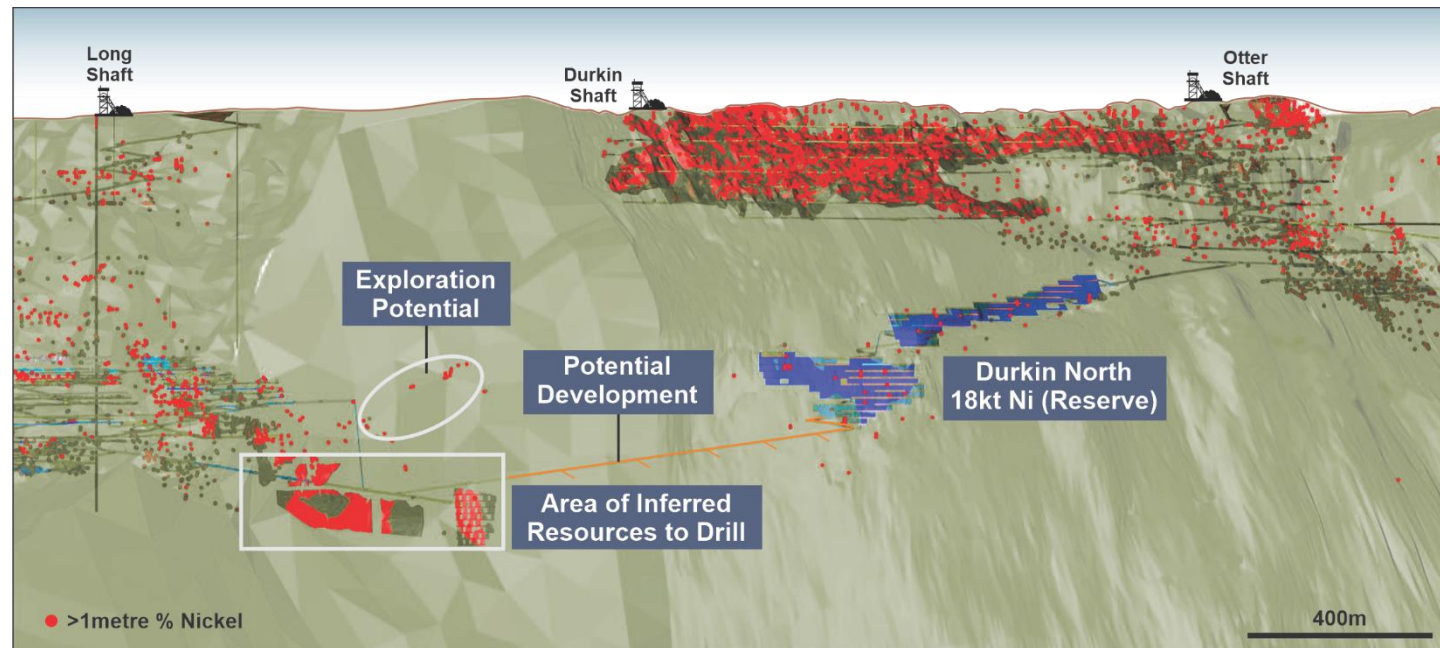 Long
Shaft
Durkin
Shaft
Otter
Shaft
Exploration
Potential
Potential
Development
Durkin North
18kt Ni (Reserve)
Area of Inferred
Resources to Drill
>1metre % Nickel
400m